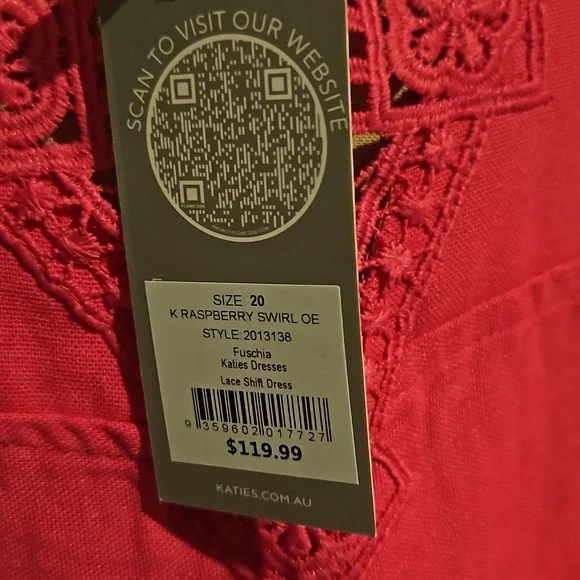 SCAN TO VISIT OUR WEBSITE
SIZE 20
K RASPBERRY SWIRL OE
STYLE:2013138
Fuschia
Katies Dresses
Lace Shift Dress
9 359602 017727
$119.99
KATIES.COM.AU